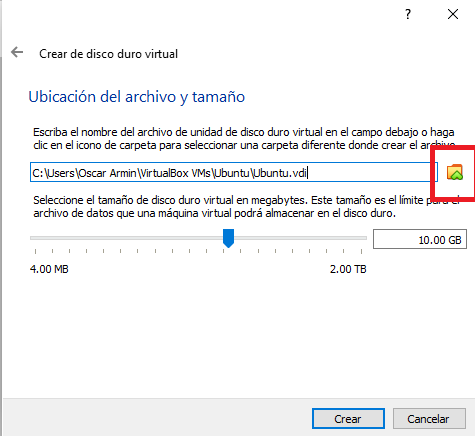 ?
Crear de disco duro virtual
Ubicación del archivo y tamaño
Escriba el nombre del archivo de unidad de disco duro virtual en el campo debajo o haga
clic en el icono de carpeta para seleccionar una carpeta diferente donde crear el archivo.
C:\Users\Oscar Armin\VirtualBox VMs\Ubuntu\Ubuntu.vdi
Seleccione el tamaño de disco duro virtual en megabytes. Este tamaño es el límite para el
archivo de datos que una máquina virtual podrá almacenar en el disco duro.
10.00 GB
4.00 MB 2.00 TB
Crear Cancelar